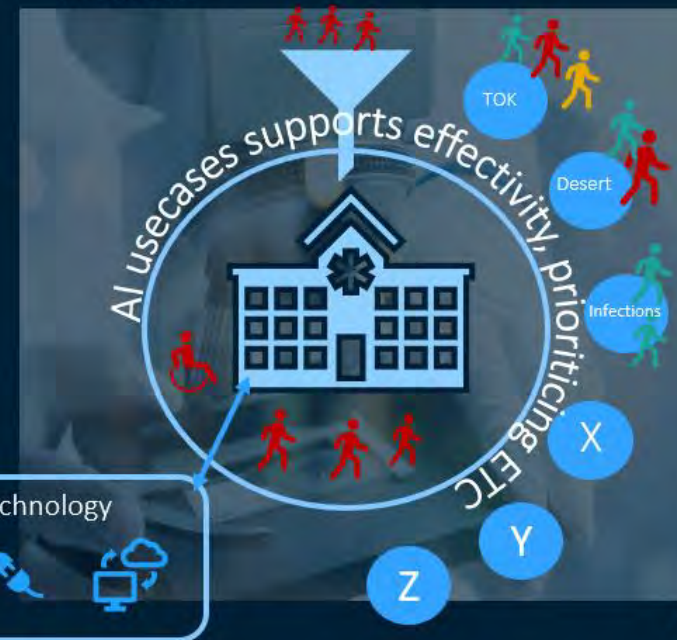 AI usecases supports effectivity, prioriticing ETC
TOK
Desert
Infections
X
Y
Z
chnology